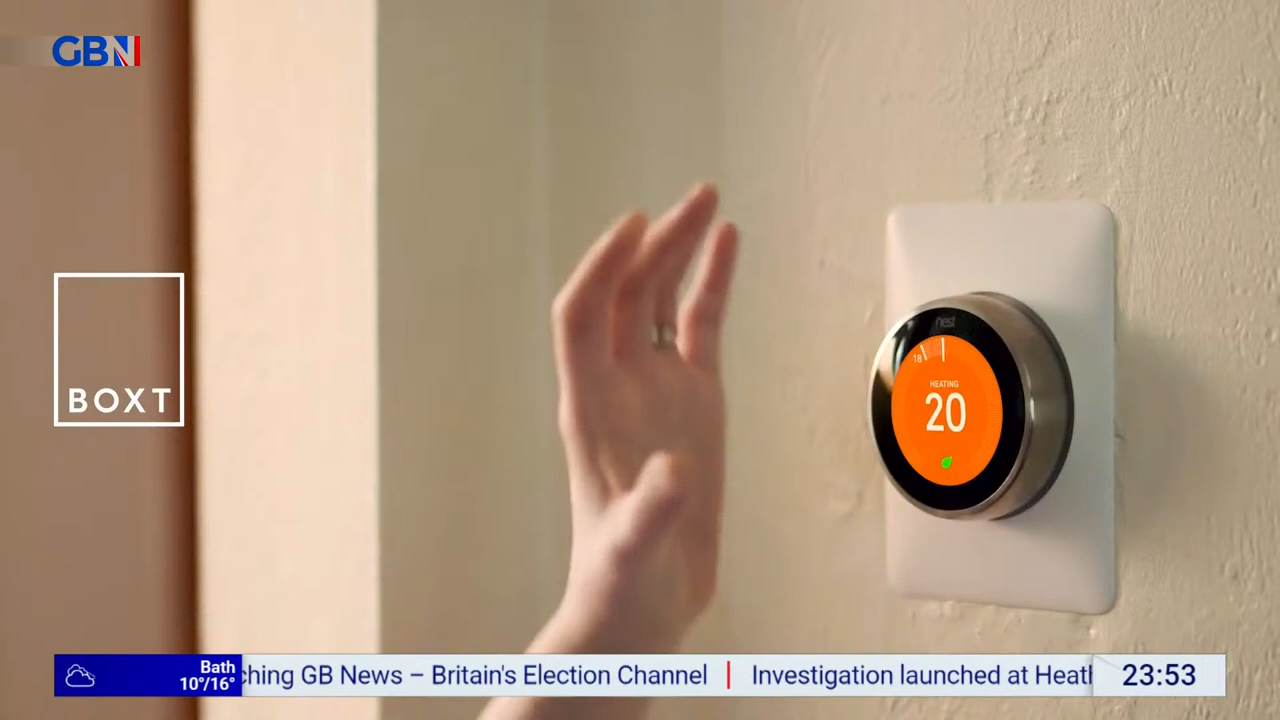 GBN
nest
18
HEATING
20
BOXT
Bath
10°/16°
ching GB News – Britain's Election Channel | Investigation launched at Heath
23:53